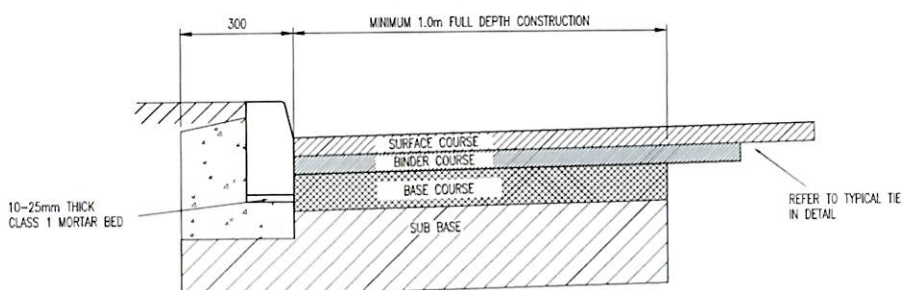 300
MINIMUM 1.0m FULL DEPTH CONSTRUCTION
SURFACE COURSE
BINDER COURSE
BASE COURSE
SUB BASE
10-25mm THICK
CLASS 1 MORTAR BED
REFER TO TYPICAL TIE
IN DETAIL